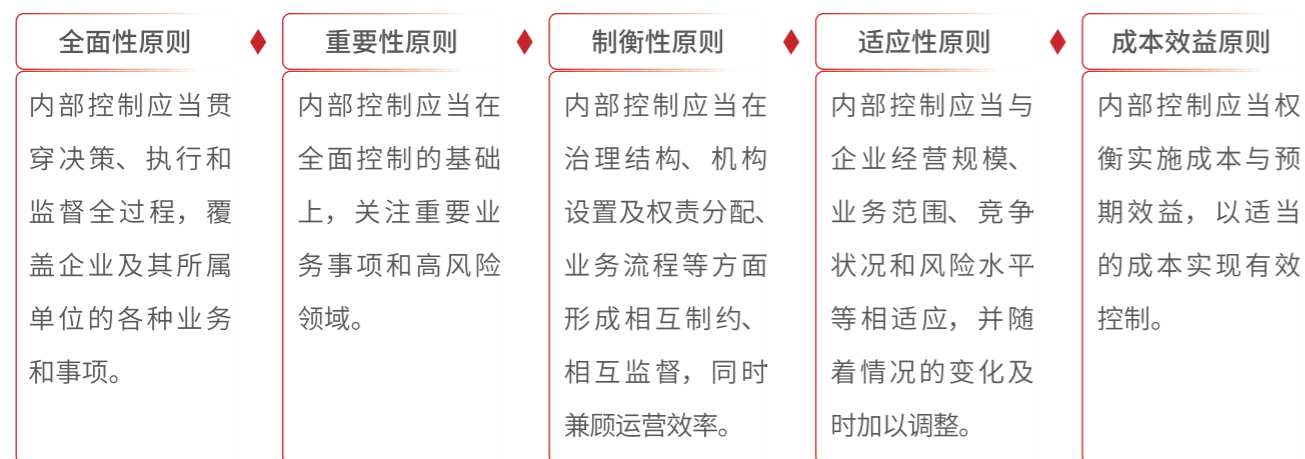 全面性原则
内部控制应当贯
穿决策、执行和
监督全过程，覆
盖企业及其所属
单位的各种业务
和事项。
重要性原则
内部控制应当在
全面控制的基础
上，关注重要业
务事项和高风险
领域。
制衡性原则
内部控制应当在
治理结构、机构
设置及权责分配、
业务流程等方面
形成相互制约、
相互监督，同时
兼顾运营效率。
适应性原则
内部控制应当与
企业经营规模、
业务范围、竞争
状况和风险水平
等相适应，并随
着情况的变化及
时加以调整。
成本效益原则
内部控制应当权
衡实施成本与预
期效益，以适当
的成本实现有效
控制。